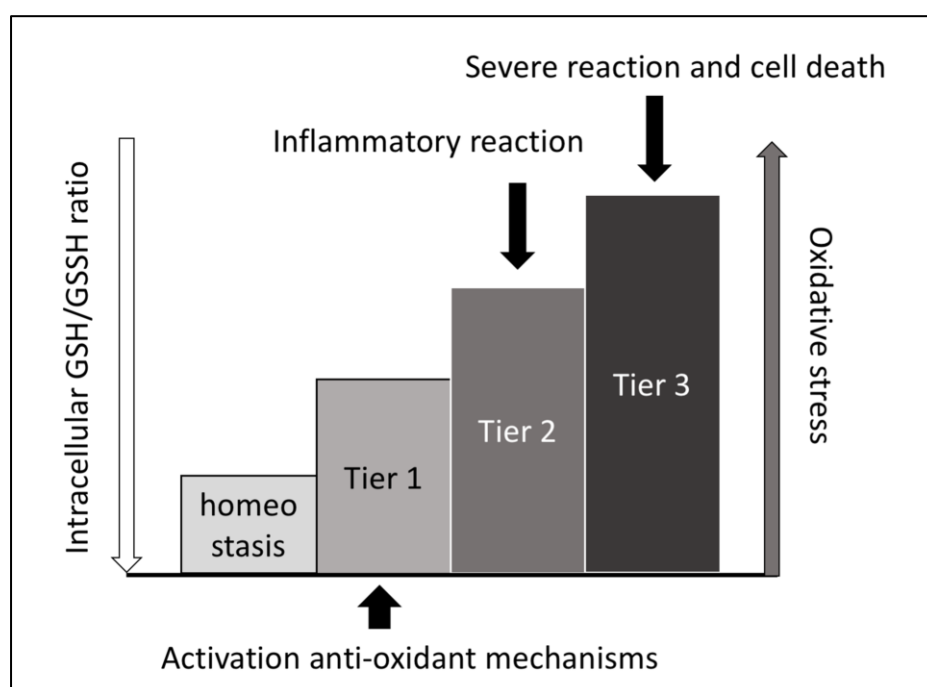 Severe reaction and cell death
Inflammatory reaction
Intracellular GSH/GSSH ratio
Oxidative stress
homeo
stasis
Tier 1
Tier 2
Tier 3
Activation anti-oxidant mechanisms